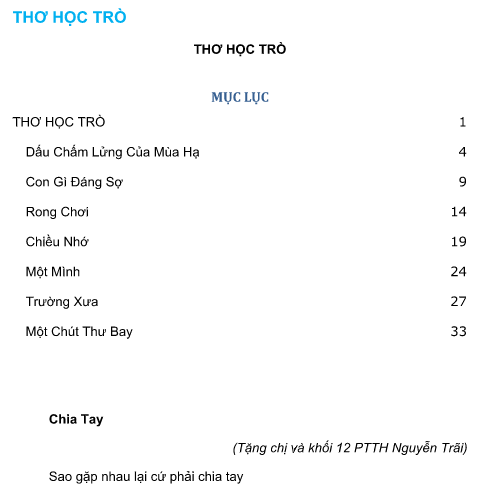 THƠ HỌC TRÒ
THƠ HỌC TRÒ
MỤC LỤC
THƠ HỌC TRÒ 1
Dấu Chấm Lửng Của Mùa Hạ 4
Con Gì Đáng Sợ 9
Rong Chơi 14
Chiều Nhớ 19
Một Mình 24
Trường Xưa 27
Một Chút Thư Bay 33
Chia Tay
(Tặng chị và khối 12 PTTH Nguyễn Trãi)
Sao gặp nhau lại cứ phải chia tay